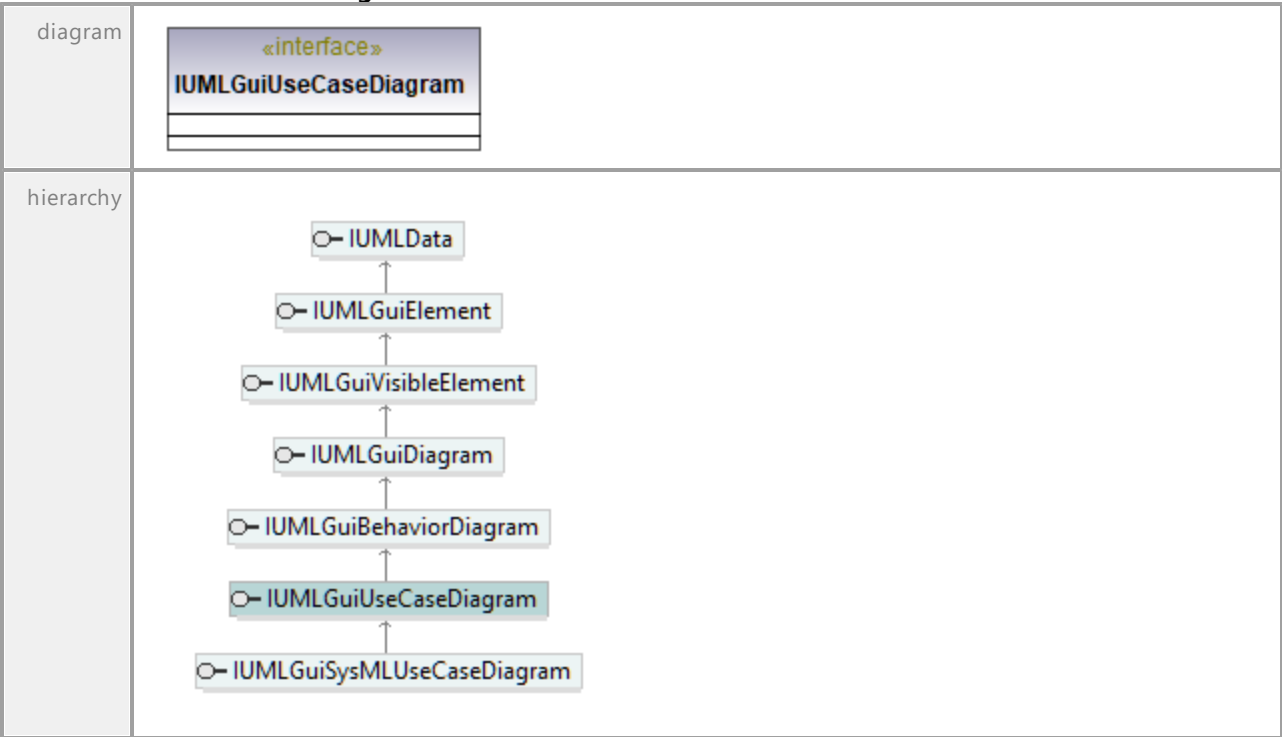 diagram
«interface»
IUMLGuiUseCaseDiagram
hierarchy
IUMLData
IUMLGuiElement
IUMLGuiVisibleElement
IUMLGuiDiagram
IUMLGuiBehaviorDiagram
IUMLGuiUseCaseDiagram
IUMLGuiSysMLUseCaseDiagram